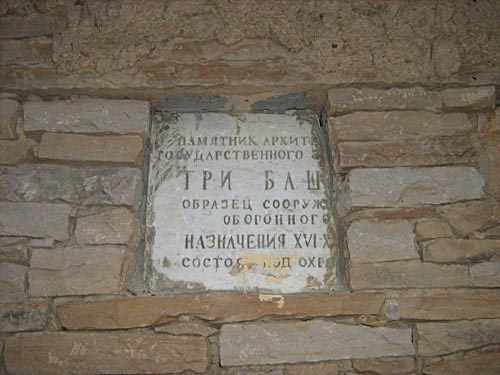 ПАМЯТНИК АРХИТ
ГОСУДАРСТВЕННОГО З
ТРИ БАШ
ОБРАЗЕЦ СООРУЖ
ОБОРОННОГО
НАЗНАЧЕНИЯ XVI-X
СОСТОИТ ПОД ОХР